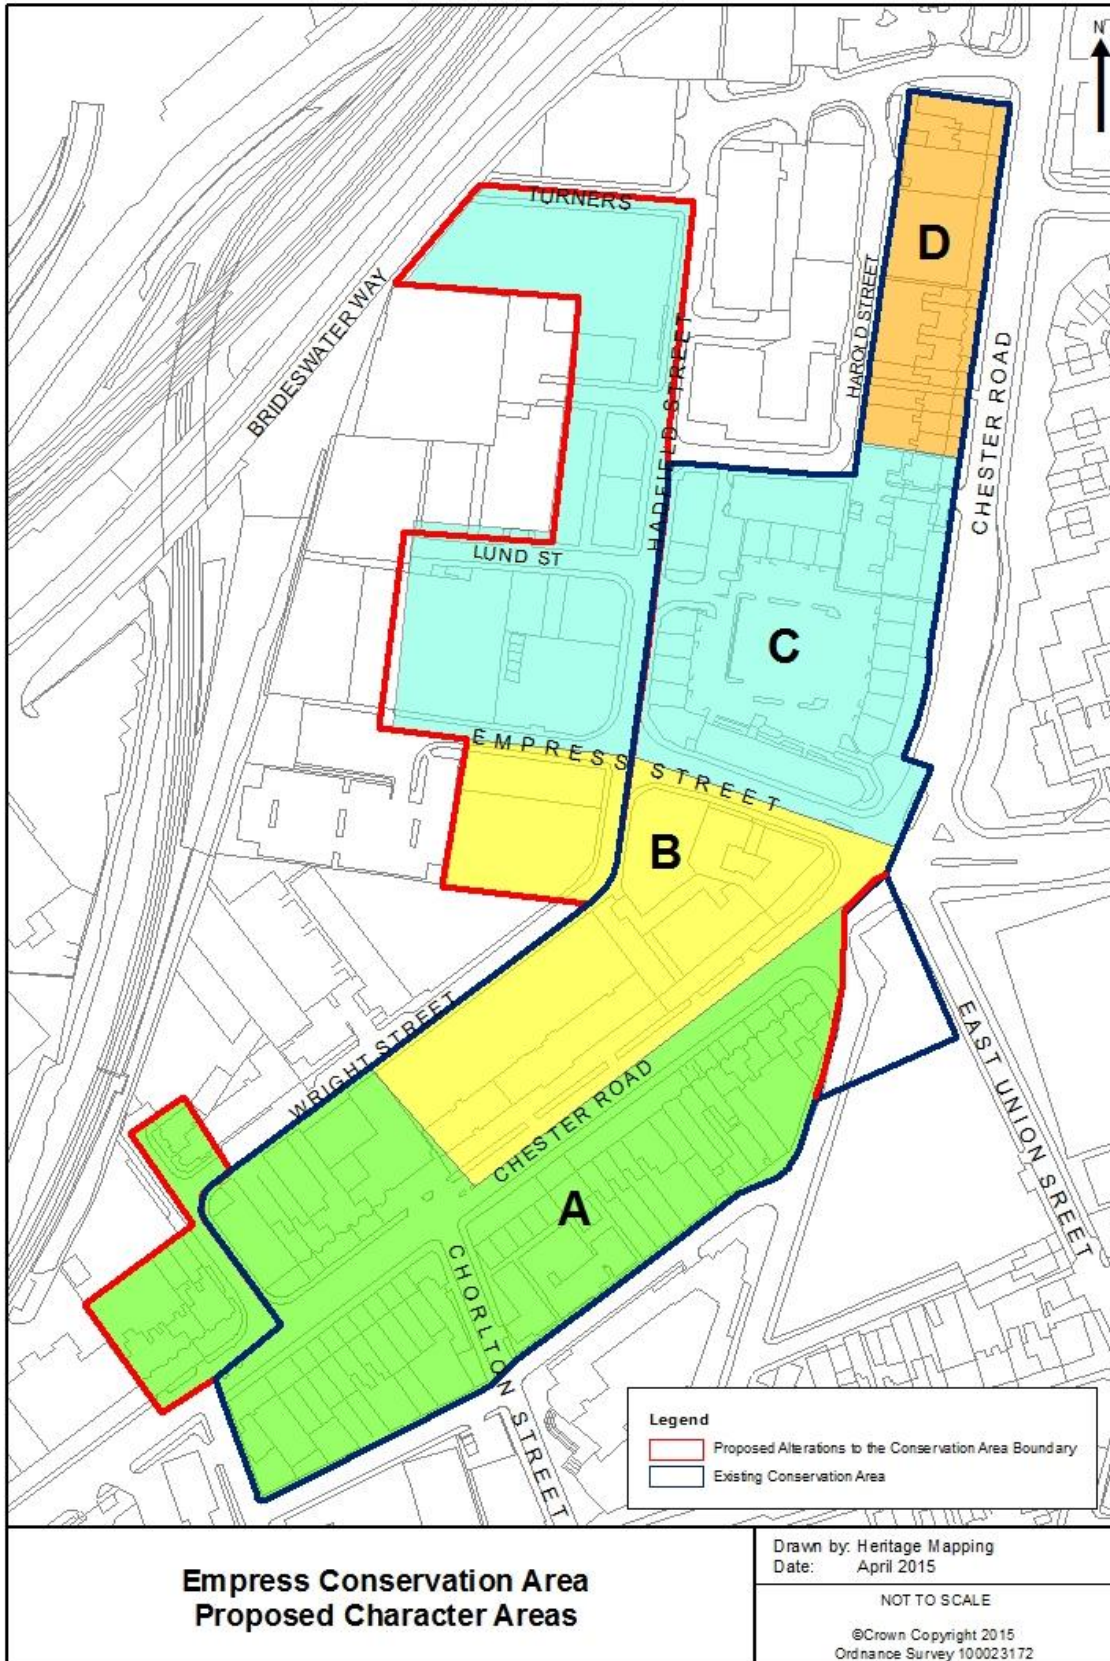 N
TURNERS
BRIDESWATER WAY
HADFIELD STREET
HAROLD STREET
D
CHESTER ROAD
LUND ST
C
EMPRESS STREET
B
WRIGHT STREET
CHESTER ROAD
EAST UNION SREET
A
CHORLTON STREET
Legend
Proposed Alterations to the Conservation Area Boundary
Existing Conservation Area
Empress Conservation Area
Proposed Character Areas
Drawn by: Heritage Mapping
Date: April 2015
NOT TO SCALE
©Crown Copyright 2015
Ordnance Survey 100023172